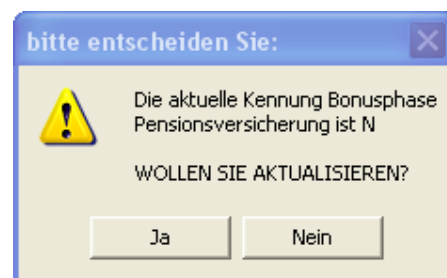 bitte entscheiden Sie:
Die aktuelle Kennung Bonusphase
Pensionsversicherung ist N
WOLLEN SIE AKTUALISIEREN?
Ja
Nein